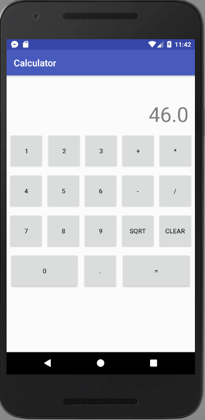 11:42
Calculator
46.0
1 2 3 + *
4 5 6 - /
7 8 9 SQRT CLEAR
0 . =